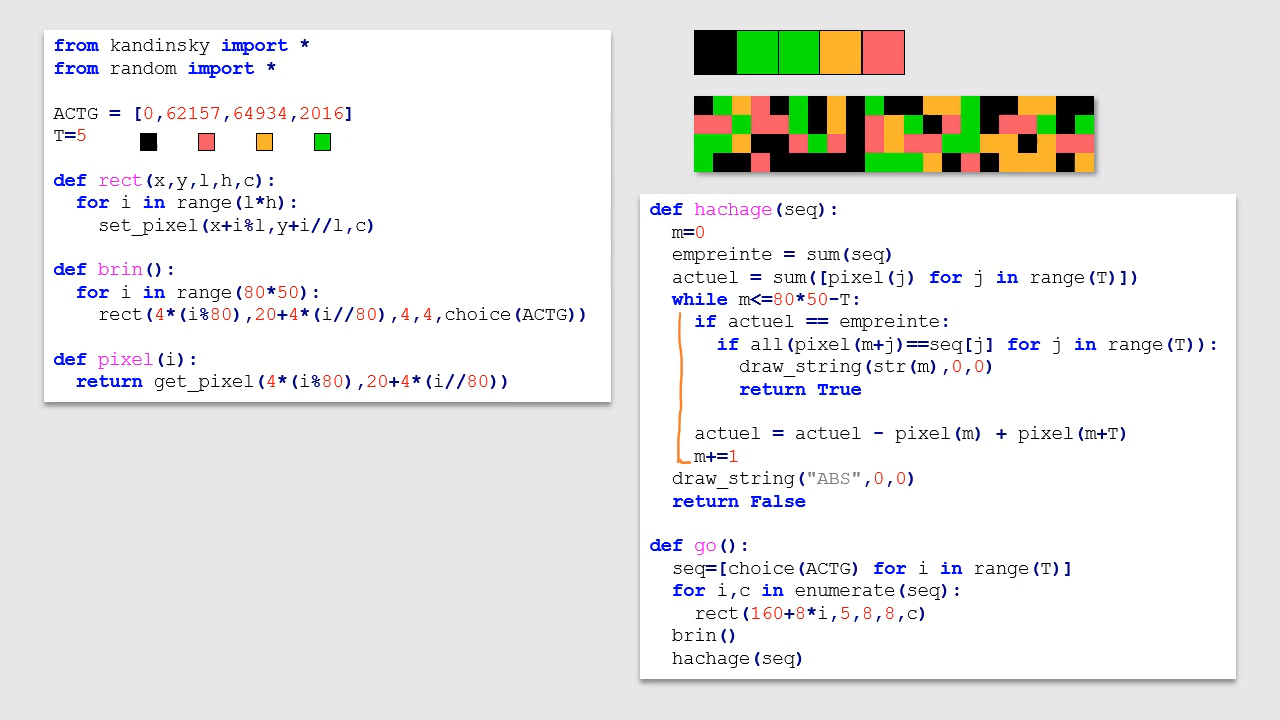 from kandinsky import *
from random import *
ACTG = [0,62157,64934,2016]
T=5
def rect(x,y,l,h,c):
  for i in range(l*h):
    set_pixel(x+i%l,y+i//l,c)
def brin():
  for i in range(80*50):
    rect(4*(i%80),20+4*(i//80),4,4,choice(ACTG))
def pixel(i):
  return get_pixel(4*(i%80),20+4*(i//80))
def hachage(seq):
  m=0
  empreinte = sum(seq)
  actuel = sum([pixel(j) for j in range(T)])
  while m<=80*50-T:
    if actuel == empreinte:
      if all(pixel(m+j)==seq[j] for j in range(T)):
        draw_string(str(m),0,0)
        return True
    actuel = actuel - pixel(m) + pixel(m+T)
    m+=1
  draw_string("ABS",0,0)
  return False
def go():
  seq=[choice(ACTG) for i in range(T)]
  for i,c in enumerate(seq):
    rect(160+8*i,5,8,8,c)
  brin()
  hachage(seq)